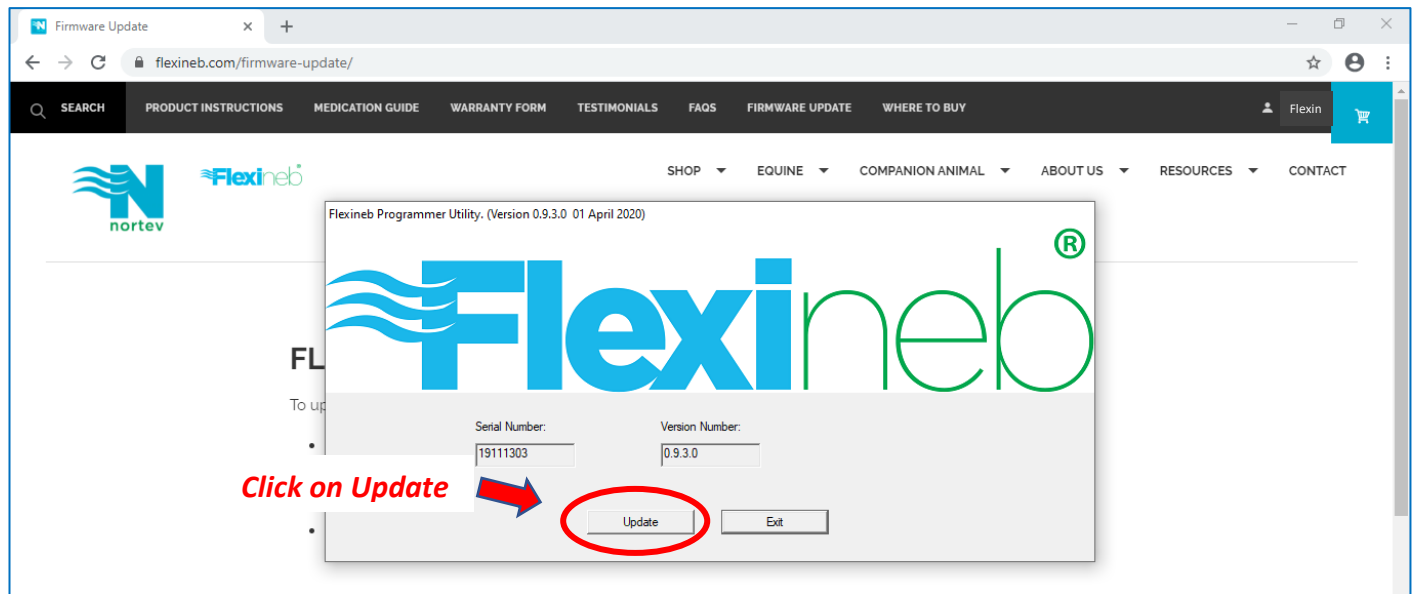 Firmware Update
flexineb.com/firmware-update/
SEARCH PRODUCT INSTRUCTIONS MEDICATION GUIDE WARRANTY FORM TESTIMONIALS FAQS FIRMWARE UPDATE WHERE TO BUY Flexin
N Flexineb SHOP EQUINE COMPANION ANIMAL ABOUT US RESOURCES CONTACT
nortev
Flexineb Programmer Utility. (Version 0.9.3.0 01 April 2020)
Flexineb ®
FL
To up
Serial Number: Version Number:
19111303 0.9.3.0
Click on Update
Update Exit